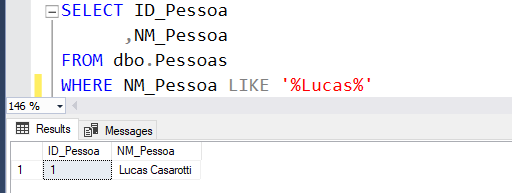 SELECT ID_Pessoa
,NM_Pessoa
FROM dbo.Pessoas
WHERE NM_Pessoa LIKE '%Lucas%'
146 %
Results Messages
ID_Pessoa NM_Pessoa
1 1 Lucas Casarotti